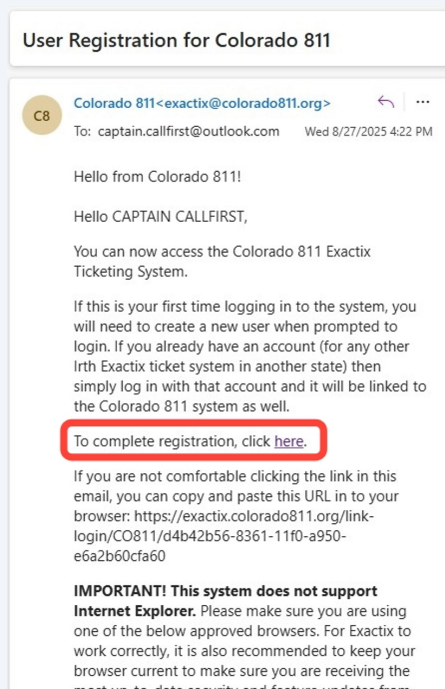 User Registration for Colorado 811
C8
Colorado 811<exactix@colorado811.org>
To: captain.callfirst@outlook.com
Wed 8/27/2025 4:22 PM
Hello from Colorado 811!
Hello CAPTAIN CALLFIRST,
You can now access the Colorado 811 Exactix
Ticketing System.
If this is your first time logging in to the system, you
will need to create a new user when prompted to
login. If you already have an account (for any other
Irth Exactix ticket system in another state) then
simply log in with that account and it will be linked to
the Colorado 811 system as well.
To complete registration, click here.
If you are not comfortable clicking the link in this
email, you can copy and paste this URL in to your
browser: https://exactix.colorado811.org/link-
login/CO811/d4b42b56-8361-11f0-a950-
e6a2b60cfa60
IMPORTANT! This system does not support
Internet Explorer. Please make sure you are using
one of the below approved browsers. For Exactix to
work correctly, it is also recommended to keep your
browser current to make sure you are receiving the
most up-to-date security and feature updates from